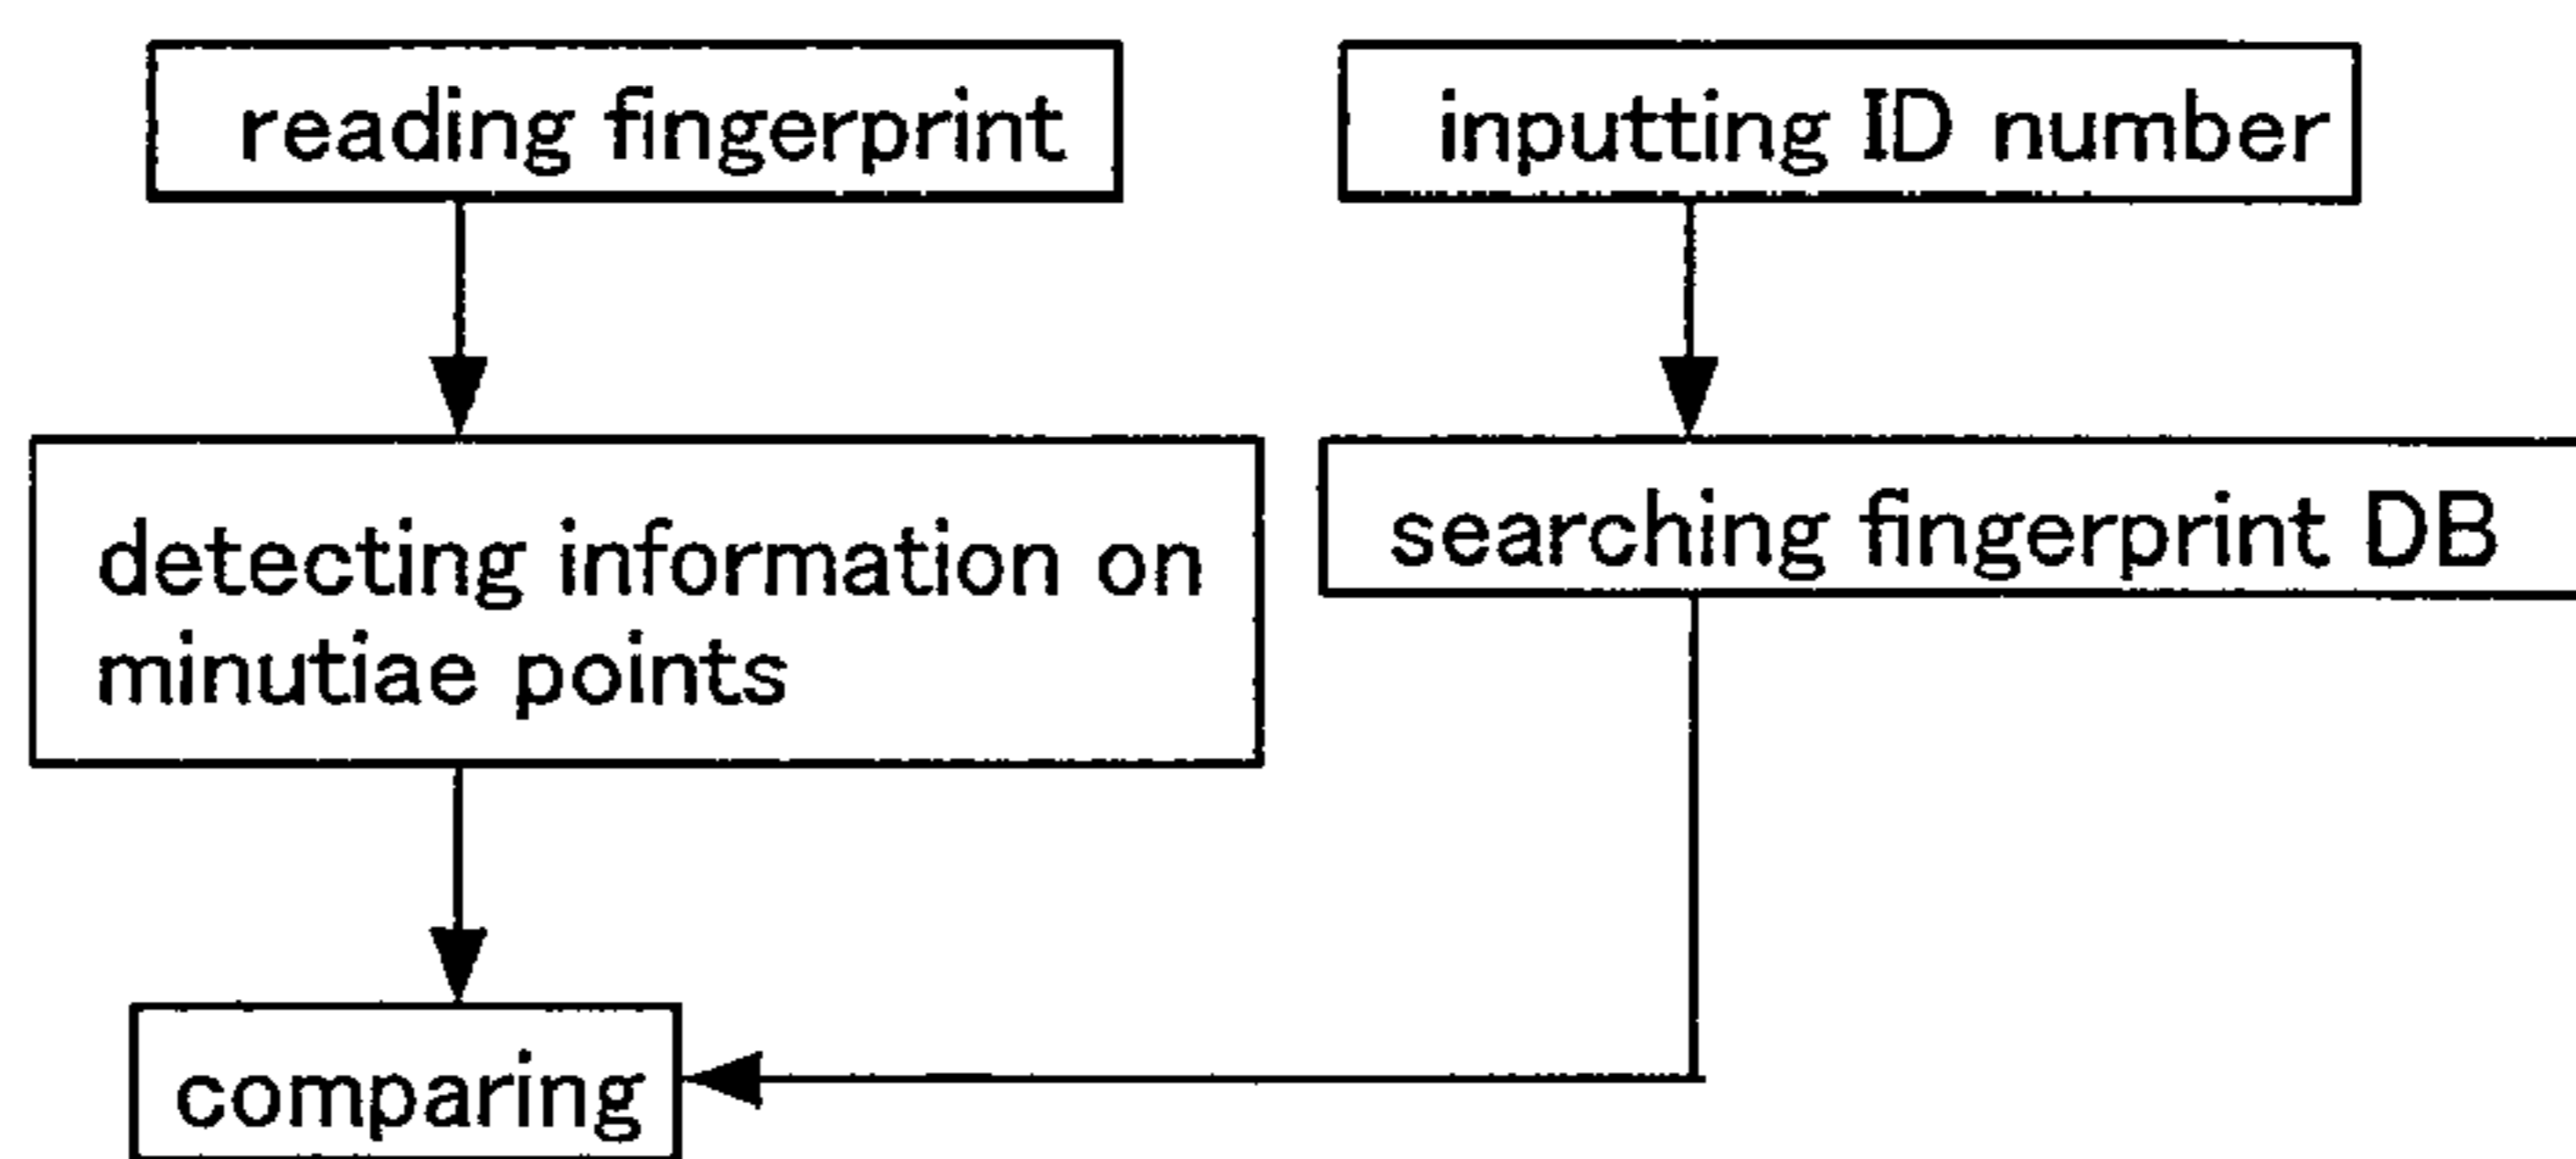 reading fingerprint
inputting ID number
detecting information on
minutiae points
searching fingerprint DB
comparing